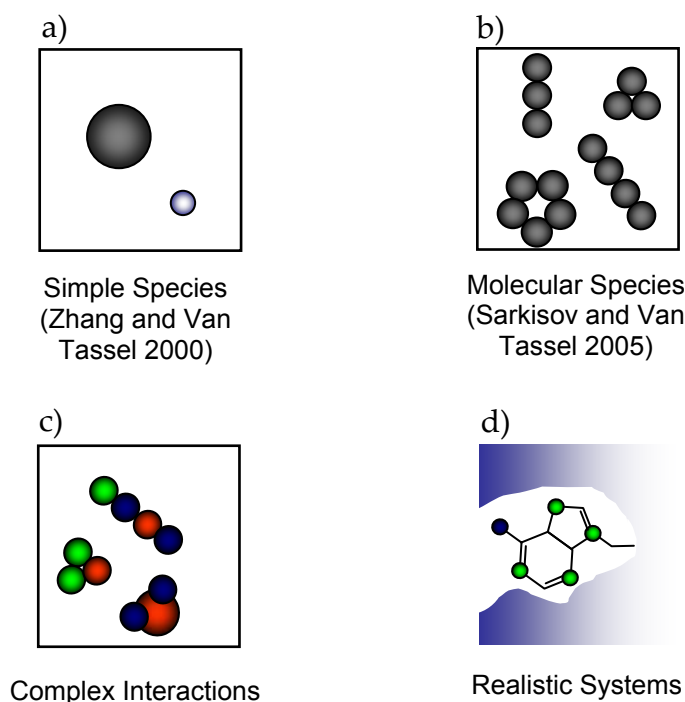 a)
Simple Species
(Zhang and Van
Tassel 2000)
b)
Molecular Species
(Sarkisov and Van
Tassel 2005)
c)
Complex Interactions
d)
Realistic Systems